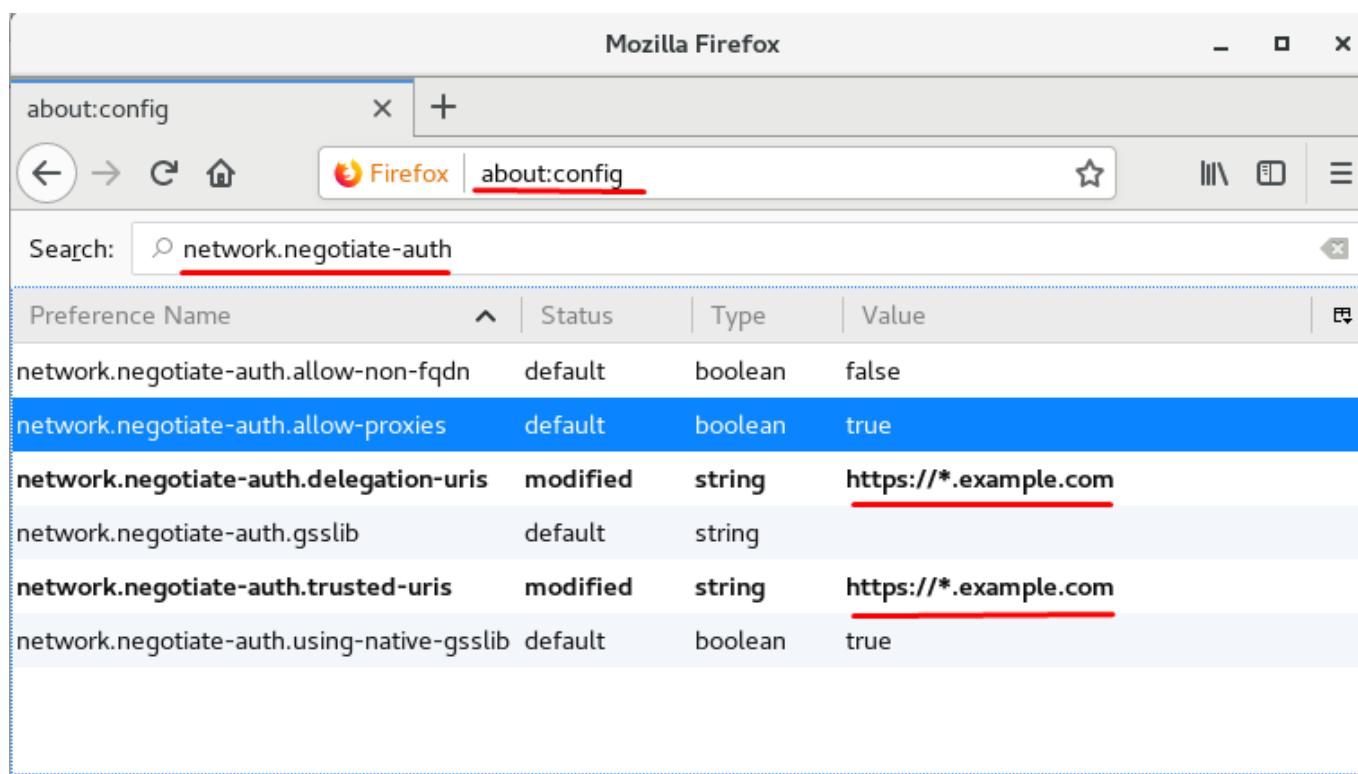 Mozilla Firefox
about:config
Firefox about:config
Search: network.negotiate-auth
Preference Name Status Type Value
network.negotiate-auth.allow-non-fqdn default boolean false
network.negotiate-auth.allow-proxies default boolean true
network.negotiate-auth.delegation-uris modified string https://*.example.com
network.negotiate-auth.gsslib default string
network.negotiate-auth.trusted-uris modified string https://*.example.com
network.negotiate-auth.using-native-gsslib default boolean true